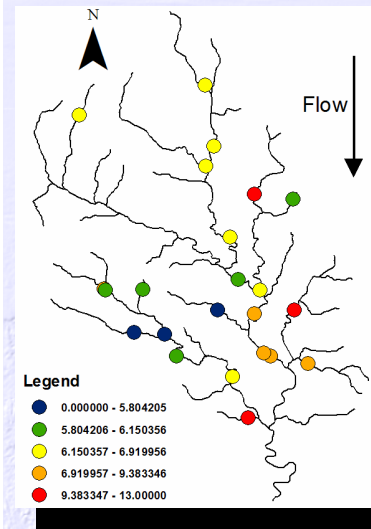 N
Flow
Legend
0.000000 - 5.804205
5.804206 - 6.150356
6.150357 - 6.919956
6.919957 - 9.383346
9.383347 - 13.00000